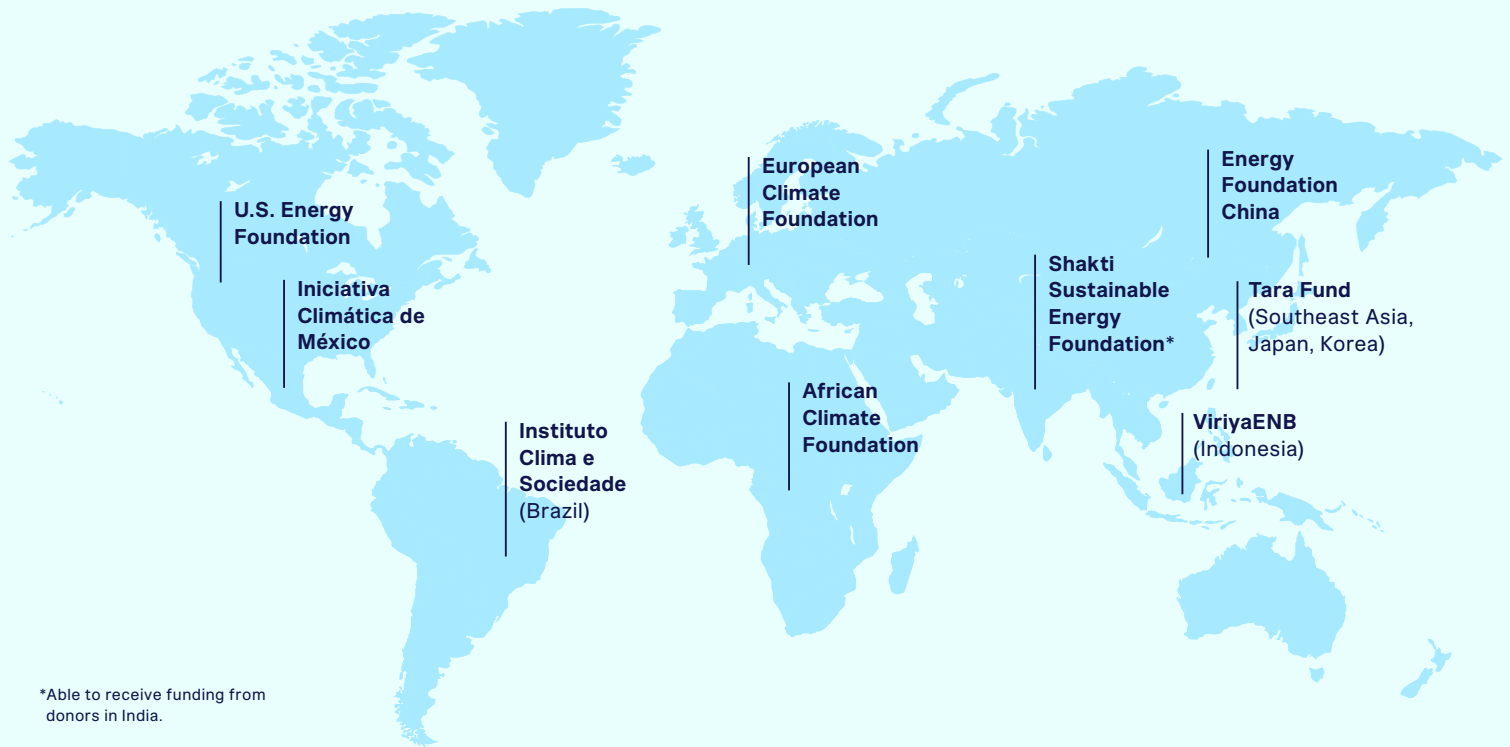 U.S. Energy
Foundation
Iniciativa
Climática de
México
Instituto
Clima e
Sociedade
(Brazil)
European
Climate
Foundation
African
Climate
Foundation
Shakti
Sustainable
Energy
Foundation*
Energy
Foundation
China
Tara Fund
(Southeast Asia,
Japan, Korea)
ViriyaENB
(Indonesia)
*Able to receive funding from
donors in India.